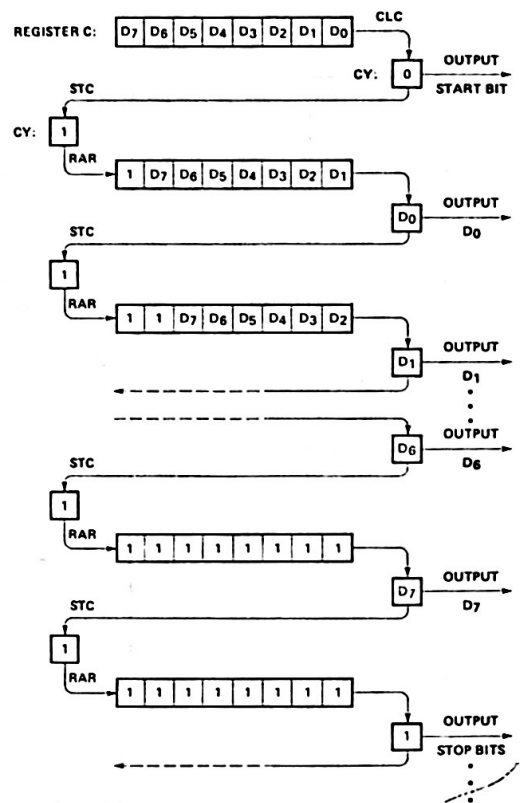 CLC
REGISTER C: D7 D6 D5 D4 D3 D2 D1 D0
CY: 0 OUTPUT
START BIT
STC
CY: 1
RAR
1 D7 D6 D5 D4 D3 D2 D1
D0 OUTPUT
D0
STC
1
RAR
1 1 D7 D6 D5 D4 D3 D2
D1 OUTPUT
D1
D6 OUTPUT
D6
STC
1
RAR
1 1 1 1 1 1 1 1
D7 OUTPUT
D7
STC
1
RAR
1 1 1 1 1 1 1 1
1 OUTPUT
STOP BITS